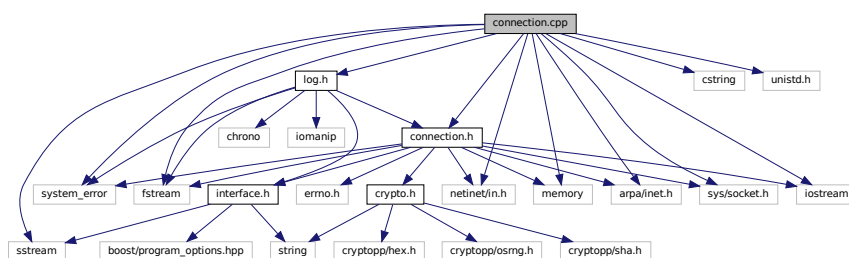 connection.cpp
log.h
cstring
unistd.h
chrono
iomanip
connection.h
system_error
fstream
interface.h
errno.h
crypto.h
netinet/in.h
memory
arpa/inet.h
sys/socket.h
iostream
sstream
boost/program_options.hpp
string
cryptopp/hex.h
cryptopp/osrng.h
cryptopp/sha.h